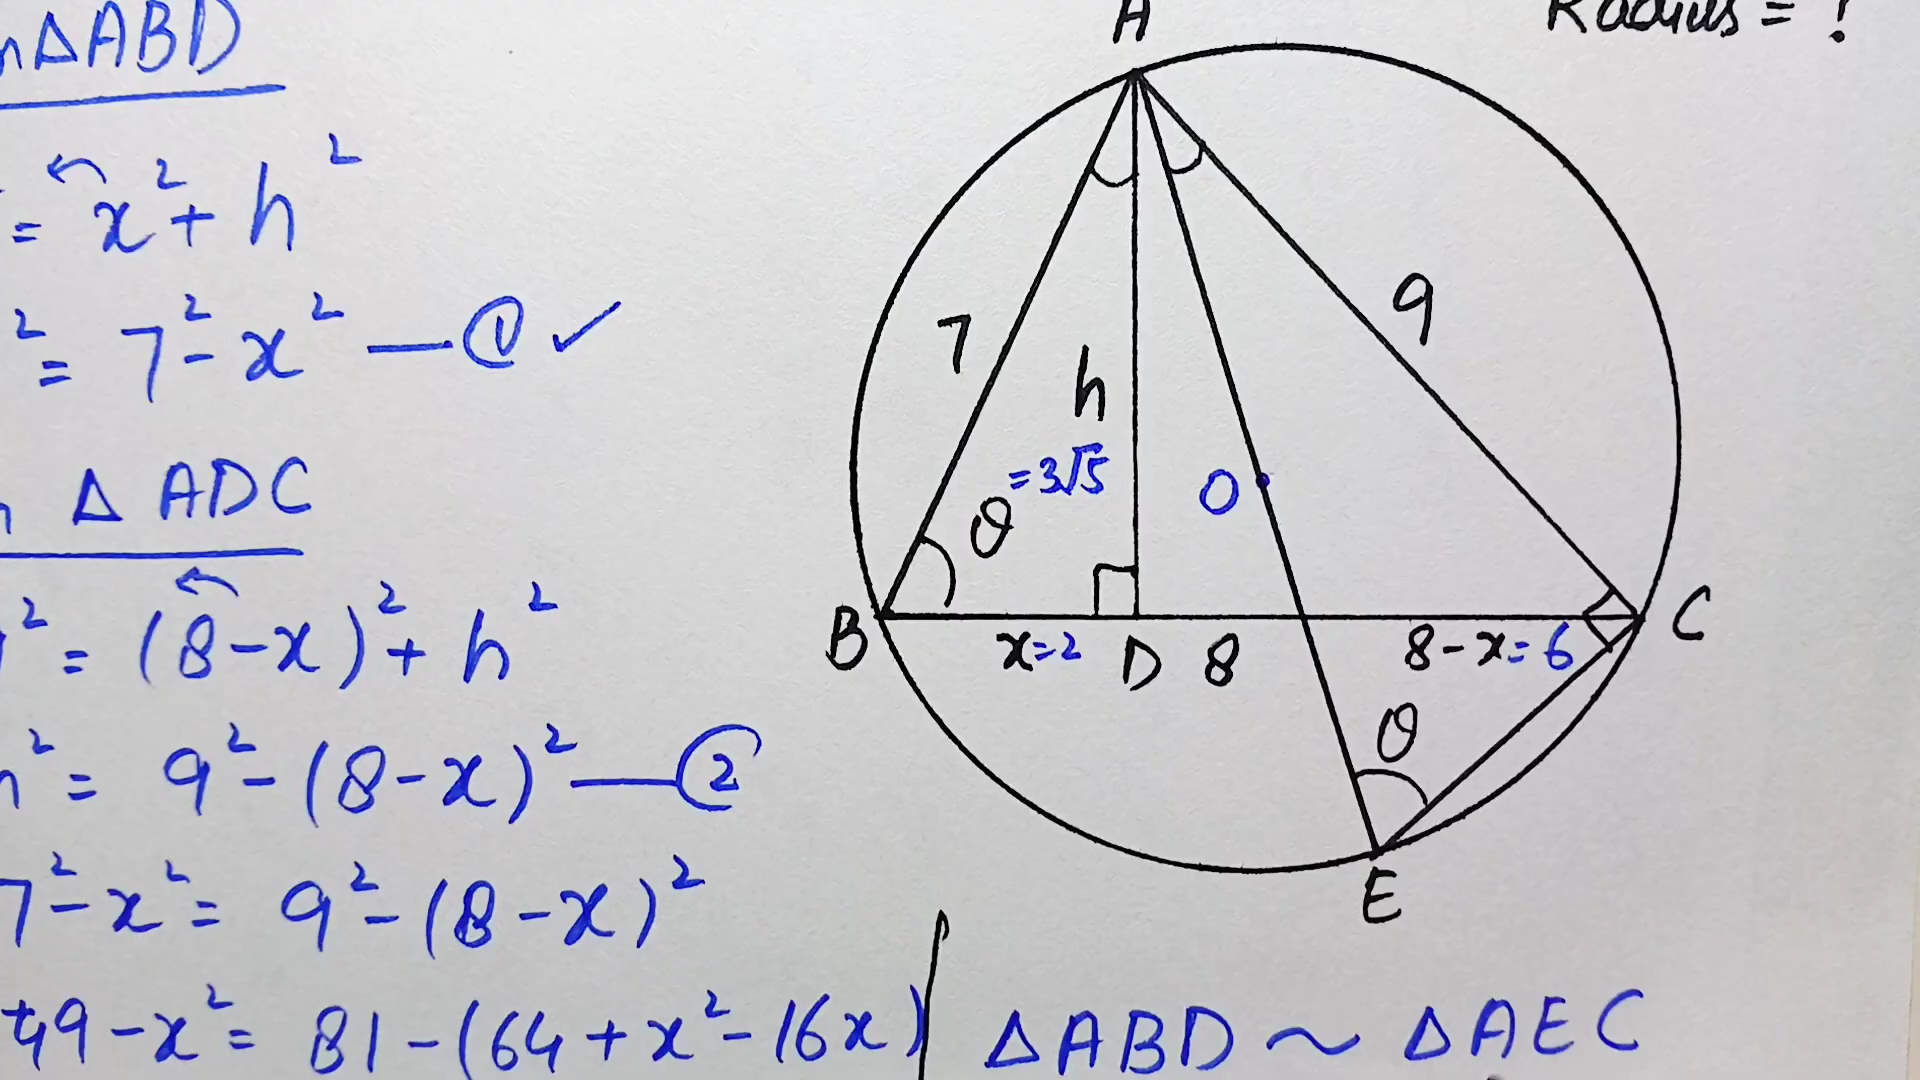 Radius = ?
ΔABD
= x² + h²
² = 7² - x² — ①
Δ ADC
² = (8-x)² + h²
² = 9² - (8-x)² — ②
7² - x² = 9² - (8-x)²
49 - x² = 81 - (64 + x² - 16x)
A
7
9
h
= 3√5
O
θ
B
x=2
D
8
8-x=6
C
θ
E
ΔABD ~ ΔAEC